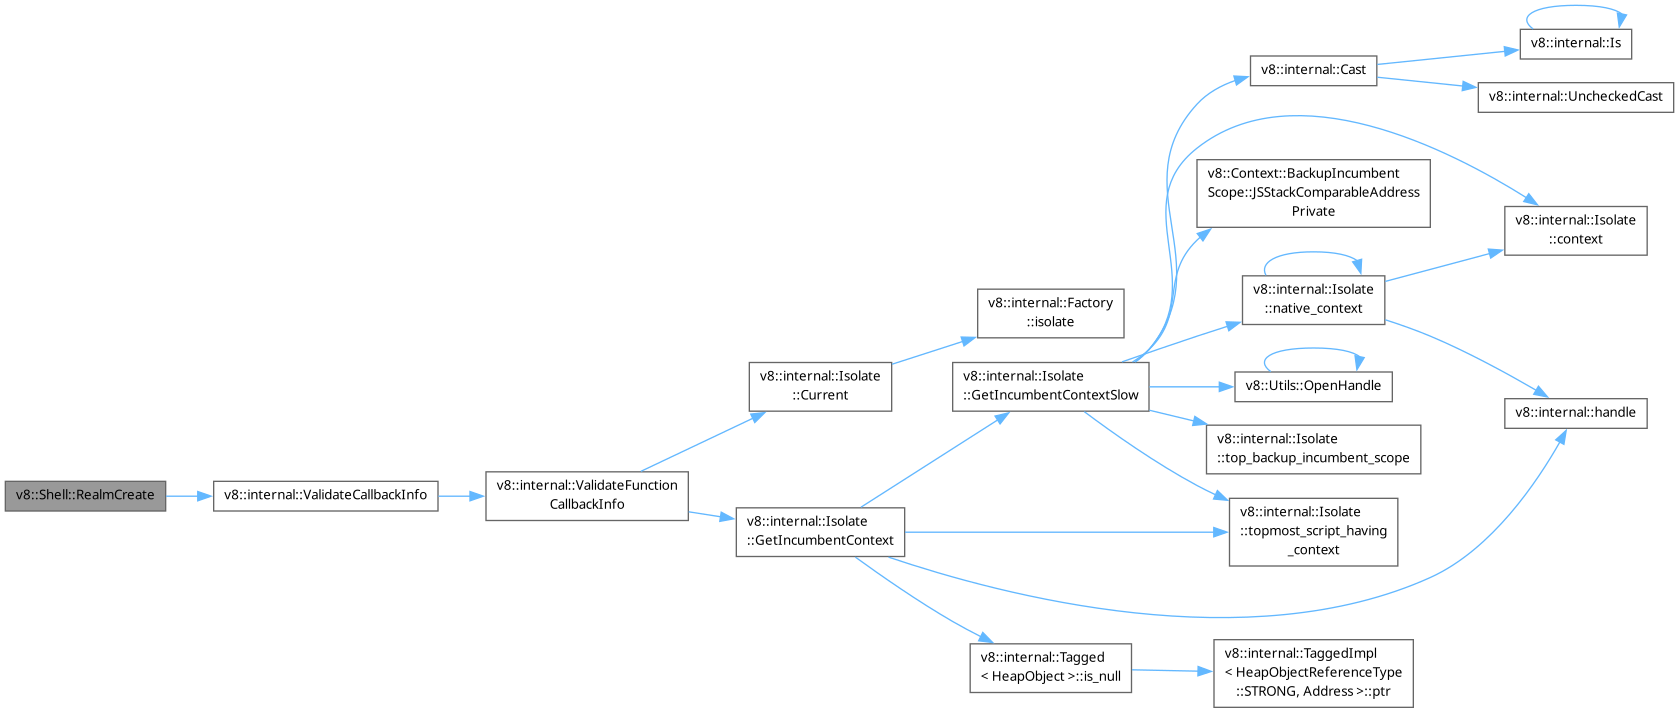 v8::internal::Is
v8::internal::Cast
v8::internal::UncheckedCast
v8::Context::BackupIncumbent
Scope::JSStackComparableAddress
Private
v8::internal::Isolate
::context
v8::internal::Isolate
::native_context
v8::internal::Factory
::isolate
v8::internal::Isolate
::Current
v8::internal::Isolate
::GetIncumbentContextSlow
v8::Utils::OpenHandle
v8::internal::handle
v8::internal::Isolate
::top_backup_incumbent_scope
v8::Shell::RealmCreate
v8::internal::ValidateCallbackInfo
v8::internal::ValidateFunction
CallbackInfo
v8::internal::Isolate
::GetIncumbentContext
v8::internal::Isolate
::topmost_script_having
_context
v8::internal::Tagged
< HeapObject >::is_null
v8::internal::TaggedImpl
< HeapObjectReferenceType
::STRONG, Address >::ptr